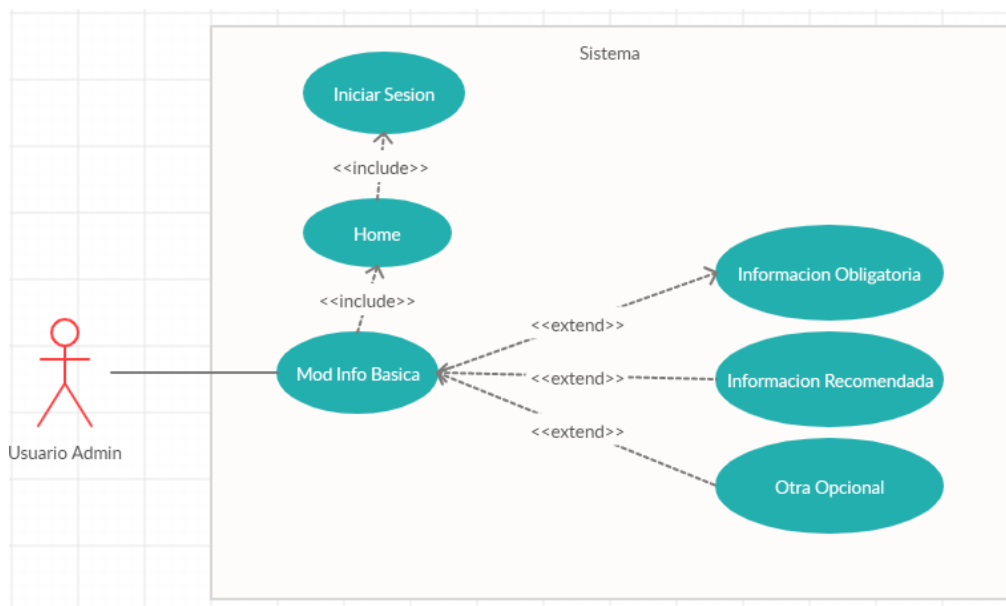 Sistema
Iniciar Sesion
<<include>>
Home
<<include>>
Mod Info Basica
Usuario Admin
<<extend>>
<<extend>>
<<extend>>
Informacion Obligatoria
Informacion Recomendada
Otra Opcional